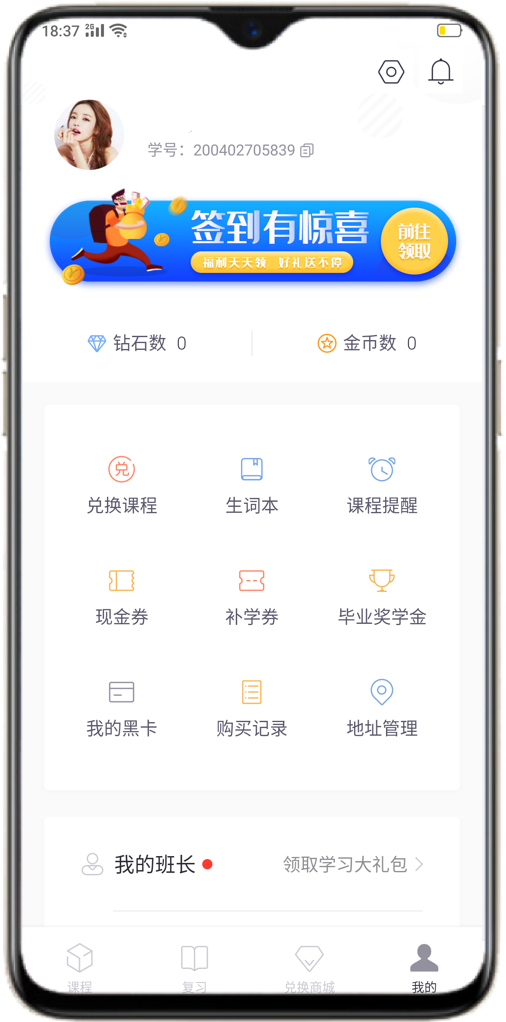 18:37 2G
学号：200402705839
签到有惊喜
福利天天领 好礼送不停
前往
领取
钻石数 0
金币数 0
兑
兑换课程
生词本
课程提醒
现金券
补学券
毕业奖学金
我的黑卡
购买记录
地址管理
我的班长
领取学习大礼包
课程
复习
兑换商城
我的